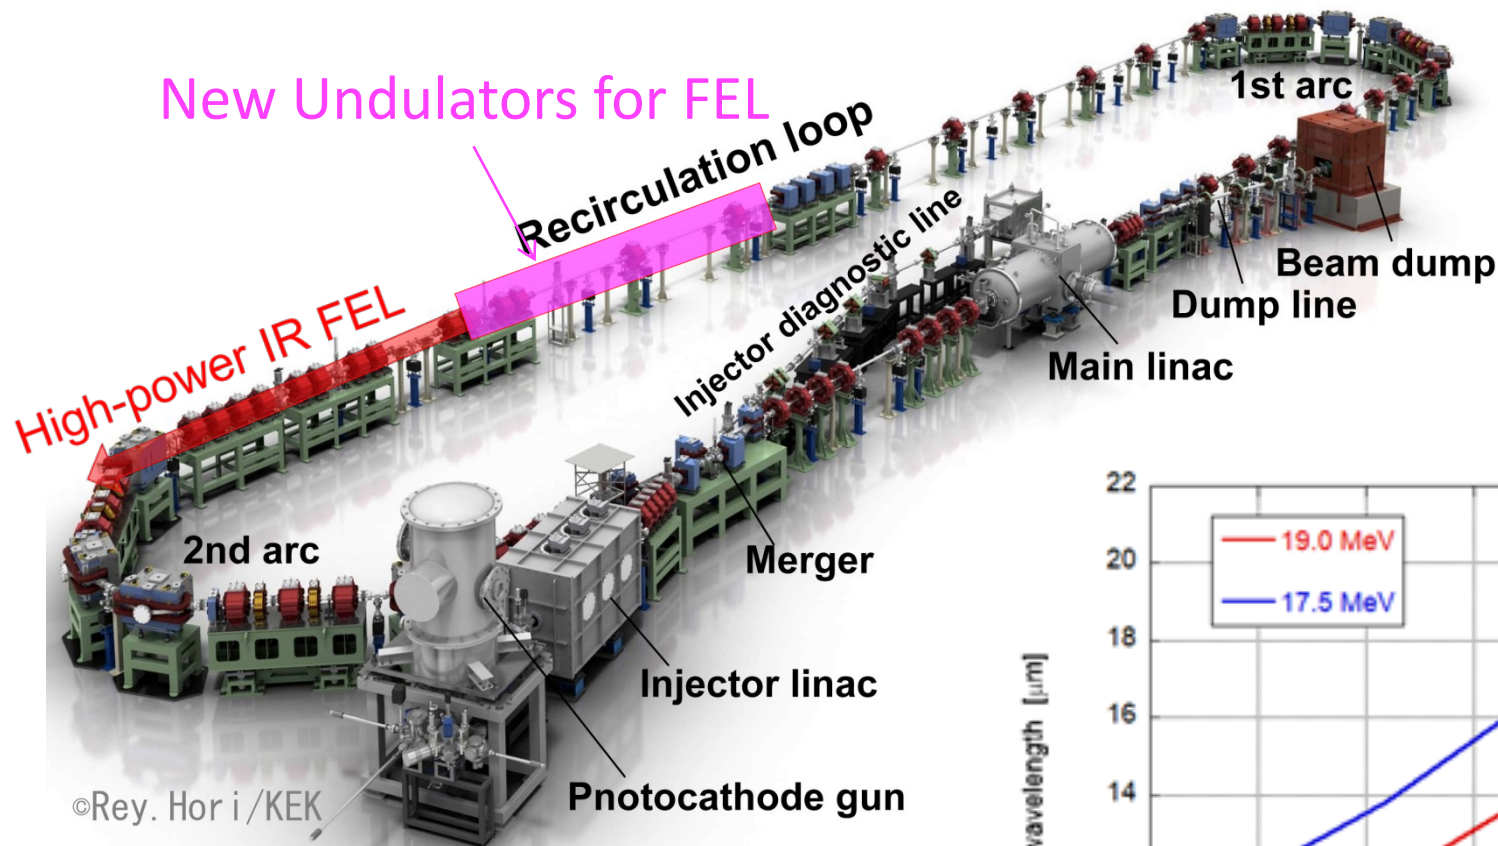 New Undulators for FEL
Recirculation loop
1st arc
High-power IR FEL
Injector diagnostic line
Beam dump
Dump line
Main linac
2nd arc
Merger
Injector linac
Pnotocathode gun
©Rey.Hori/KEK
22
20
18
16
14
19.0 MeV
17.5 MeV
wavelength [μm]